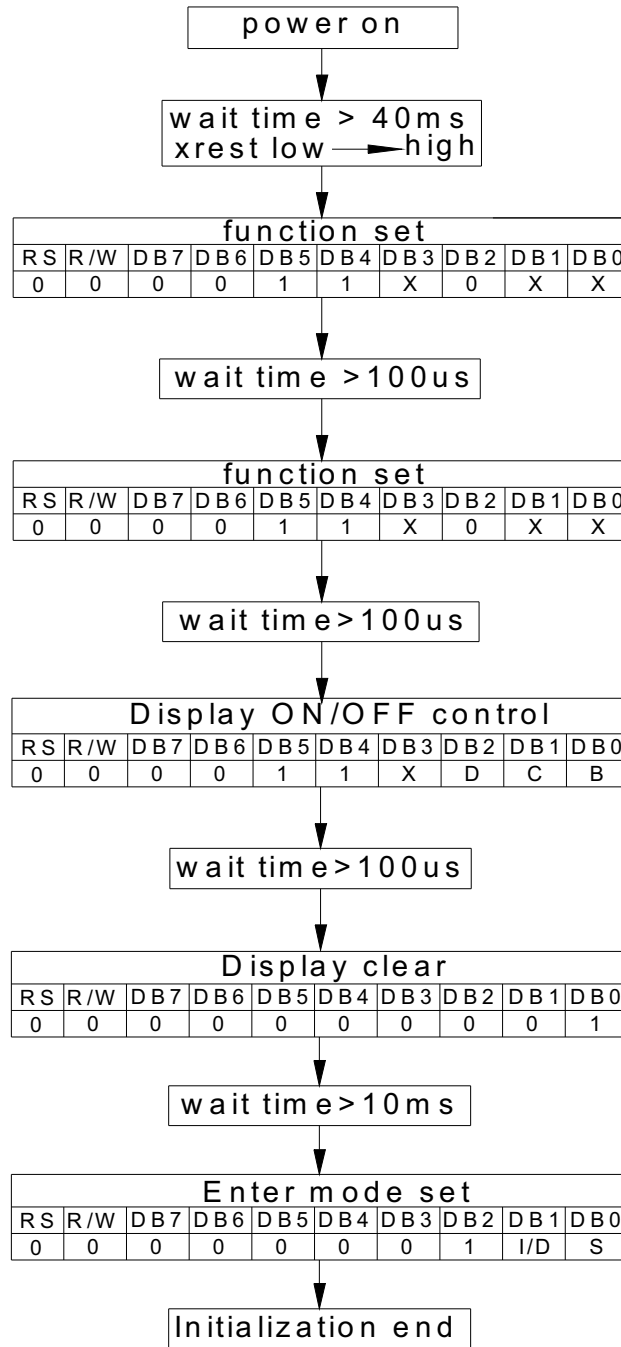 power on
wait time > 40ms
xrest low high
function set
RS R/W DB7 DB6 DB5 DB4 DB3 DB2 DB1 DB0
0 0 0 0 1 1 X 0 X X
wait time >100us
function set
RS R/W DB7 DB6 DB5 DB4 DB3 DB2 DB1 DB0
0 0 0 0 1 1 X 0 X X
wait time>100us
Display ON/OFF control
RS R/W DB7 DB6 DB5 DB4 DB3 DB2 DB1 DB0
0 0 0 0 1 1 X D C B
wait time>100us
Display clear
RS R/W DB7 DB6 DB5 DB4 DB3 DB2 DB1 DB0
0 0 0 0 0 0 0 0 0 1
wait time>10ms
Enter mode set
RS R/W DB7 DB6 DB5 DB4 DB3 DB2 DB1 DB0
0 0 0 0 0 0 0 1 I/D S
Initialization end